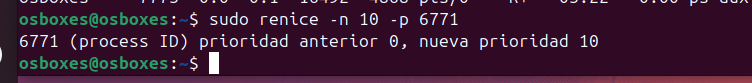 osboxes@osboxes:~$ sudo renice -n 10 -p 6771
6771 (process ID) prioridad anterior 0, nueva prioridad 10
osboxes@osboxes:~$